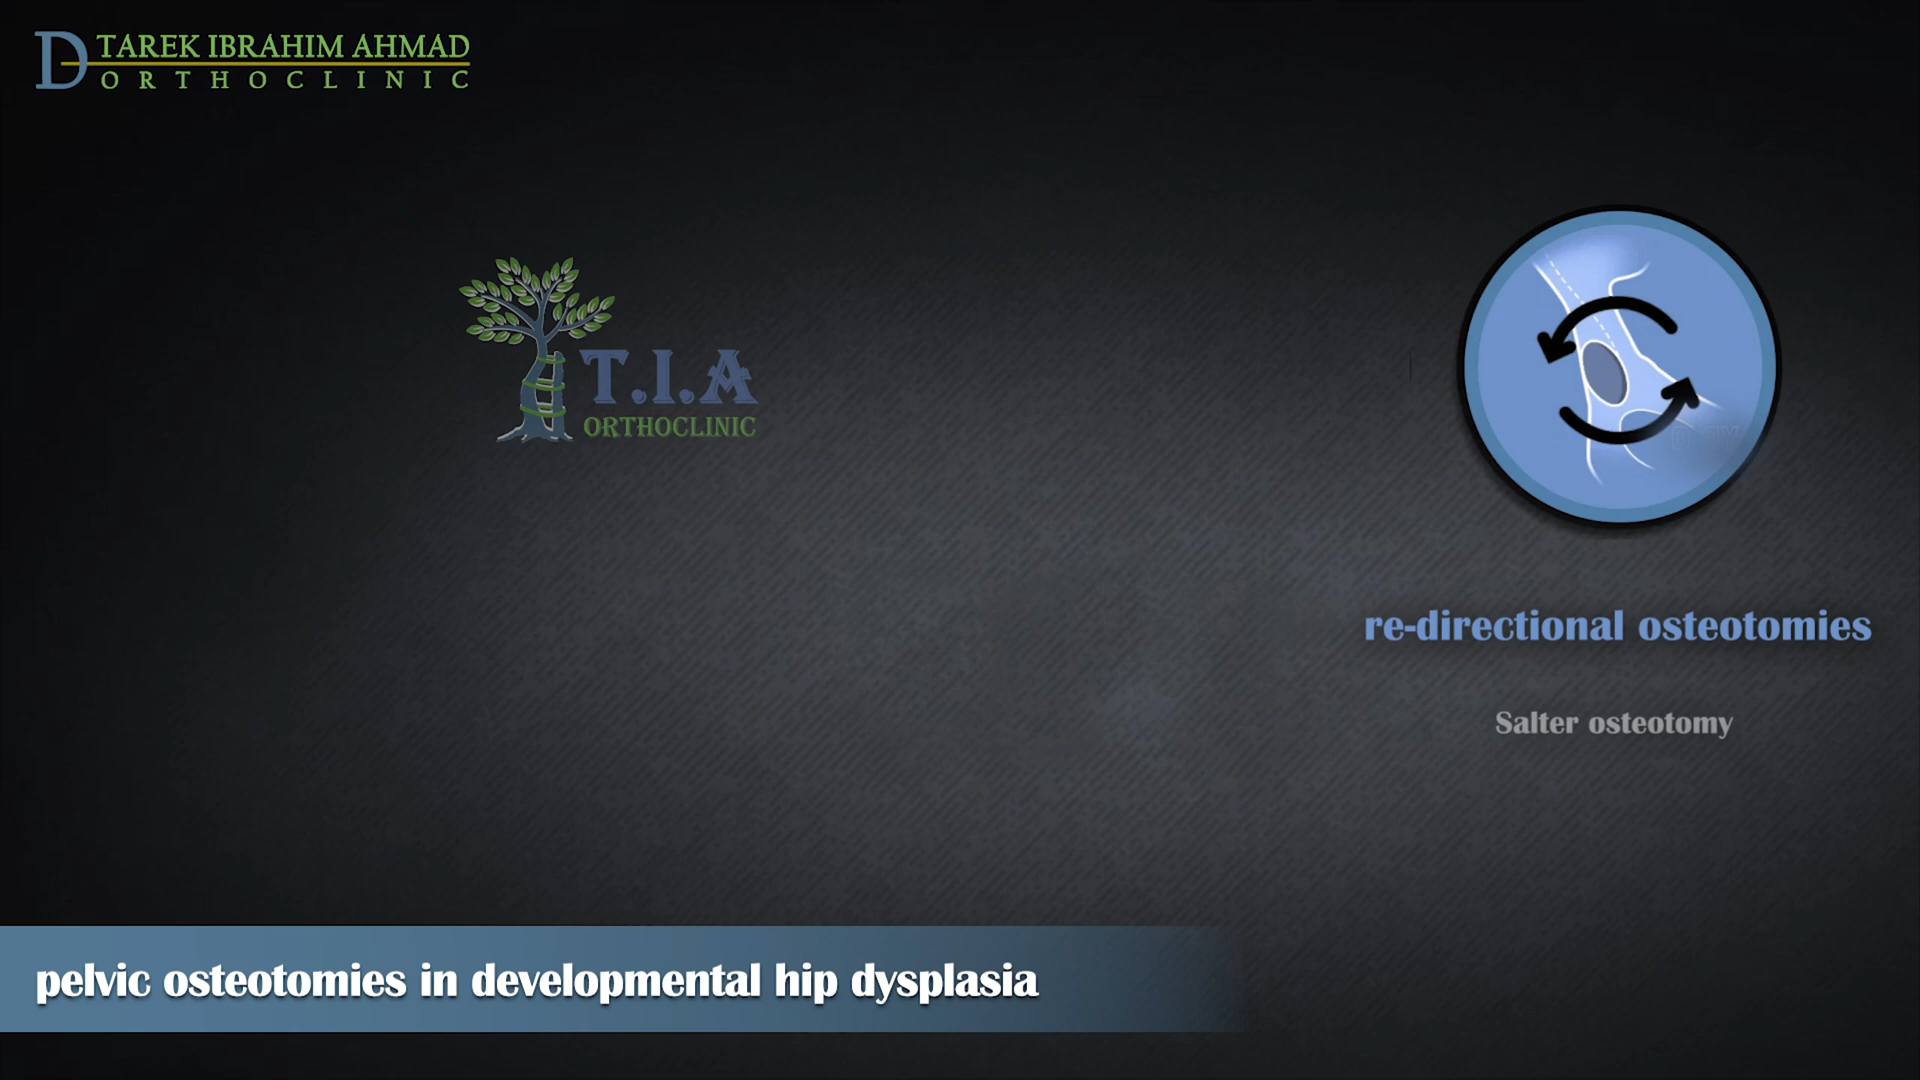 D TAREK IBRAHIM AHMAD
ORTHOCLINIC
T.I.A
ORTHOCLINIC
re-directional osteotomies
Salter osteotomy
pelvic osteotomies in developmental hip dysplasia